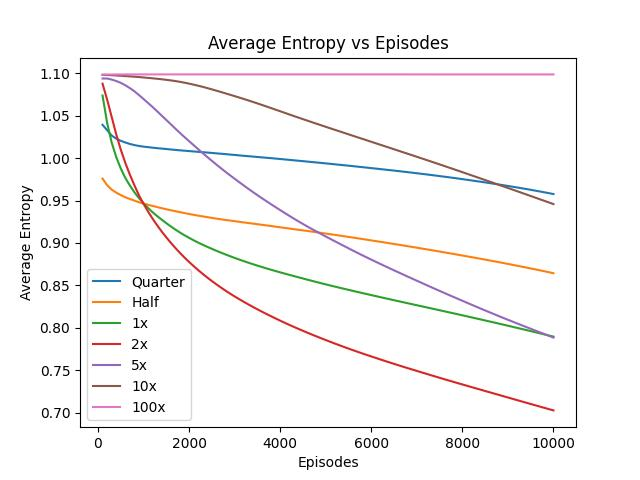 Average Entropy vs Episodes
1.10
1.05
1.00
0.95
0.90
0.85
0.80
0.75
0.70
Average Entropy
Quarter
Half
1x
2x
5x
10x
100x
0 2000 4000 6000 8000 10000
Episodes